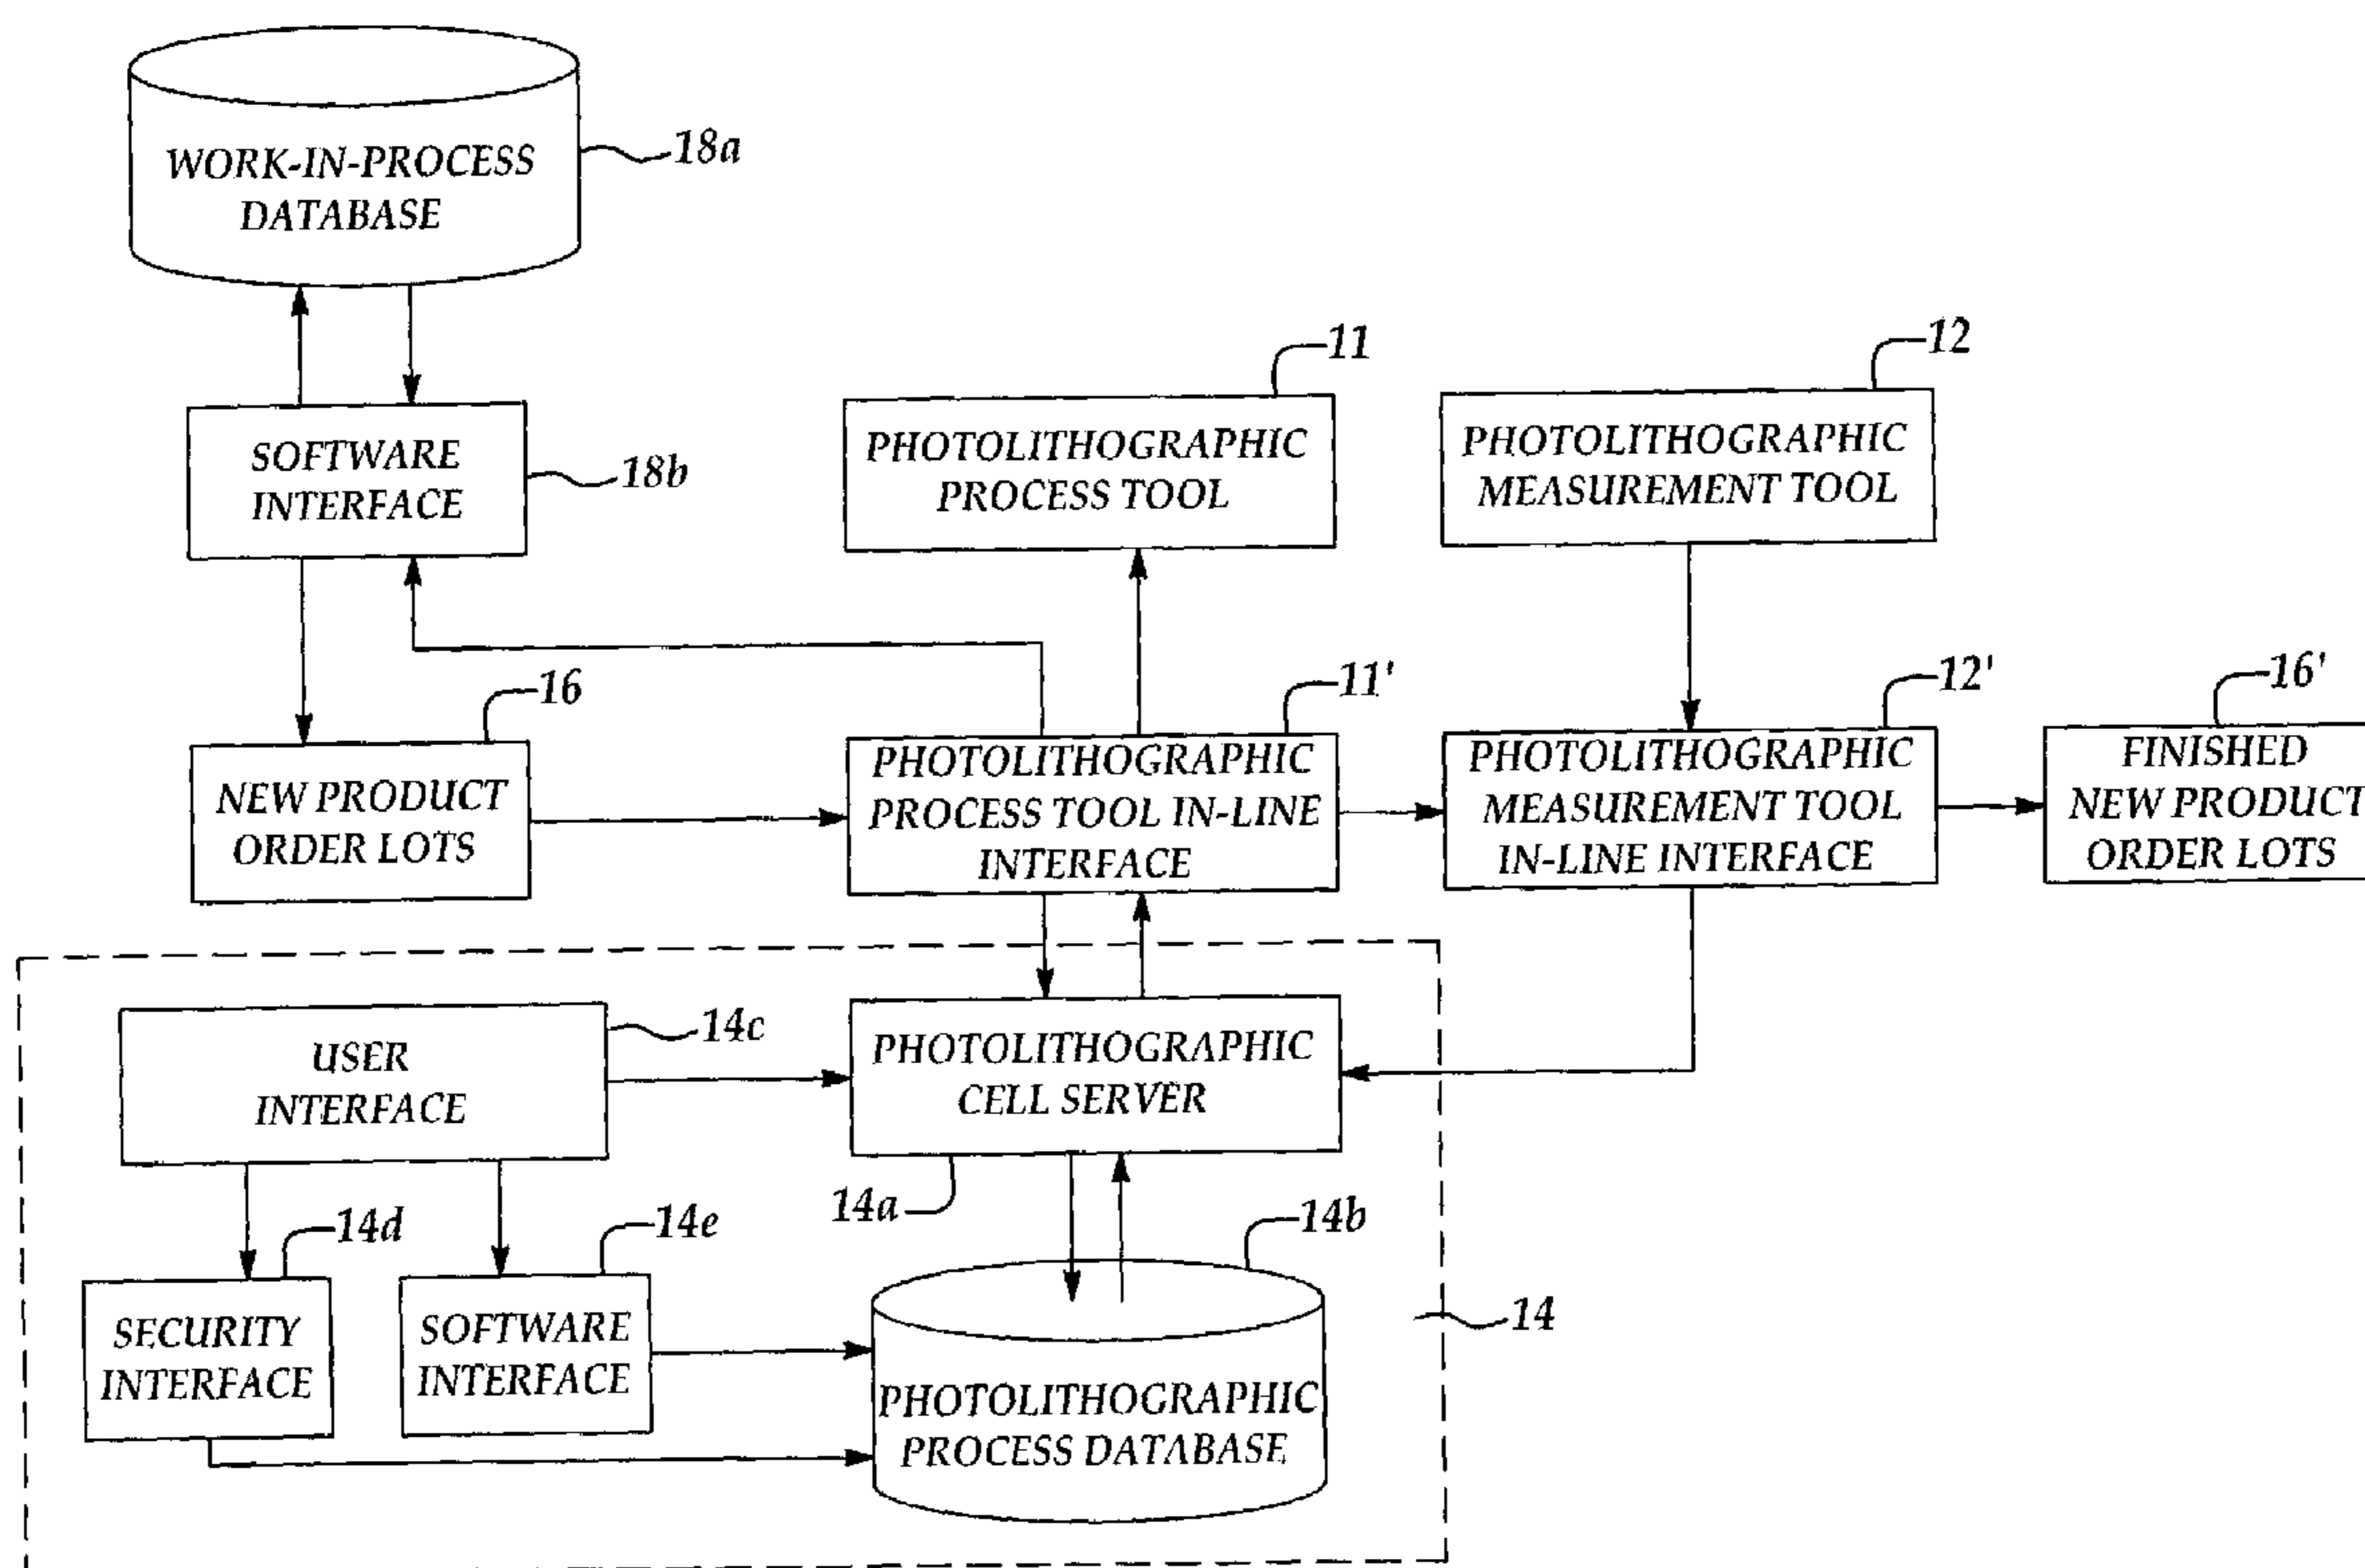 WORK-IN-PROCESS
DATABASE
18a
SOFTWARE
INTERFACE
18b
PHOTOLITHOGRAPHIC
PROCESS TOOL
11
PHOTOLITHOGRAPHIC
MEASUREMENT TOOL
12
NEW PRODUCT
ORDER LOTS
16
PHOTOLITHOGRAPHIC
PROCESS TOOL IN-LINE
INTERFACE
11'
PHOTOLITHOGRAPHIC
MEASUREMENT TOOL
IN-LINE INTERFACE
12'
FINISHED
NEW PRODUCT
ORDER LOTS
16'
USER
INTERFACE
14c
PHOTOLITHOGRAPHIC
CELL SERVER
14a
SECURITY
INTERFACE
14d
SOFTWARE
INTERFACE
14e
PHOTOLITHOGRAPHIC
PROCESS DATABASE
14b
14